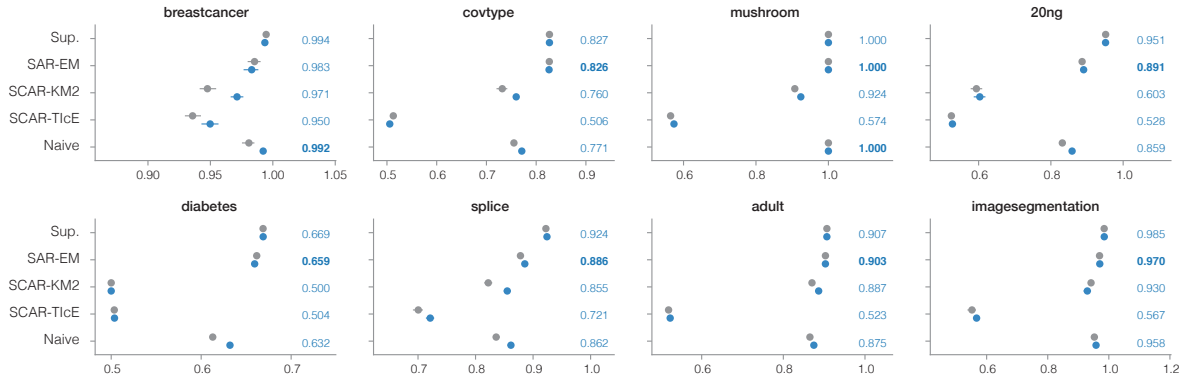 breastcancer covtype mushroom 20ng
Sup. 0.994 0.827 1.000 0.951
SAR-EM 0.983 0.826 1.000 0.891
SCAR-KM2 0.971 0.760 0.924 0.603
SCAR-TIcE 0.950 0.506 0.574 0.528
Naive 0.992 0.771 1.000 0.859
0.90 0.95 1.00 1.05 0.5 0.6 0.7 0.8 0.9 0.6 0.8 1.0 0.6 0.8 1.0
diabetes splice adult imagesegmentation
Sup. 0.669 0.924 0.907 0.985
SAR-EM 0.659 0.886 0.903 0.970
SCAR-KM2 0.500 0.855 0.887 0.930
SCAR-TIcE 0.504 0.721 0.523 0.567
Naive 0.632 0.862 0.875 0.958
0.5 0.6 0.7 0.7 0.8 0.9 1.0 0.6 0.8 1.0 0.6 0.8 1.0 1.2